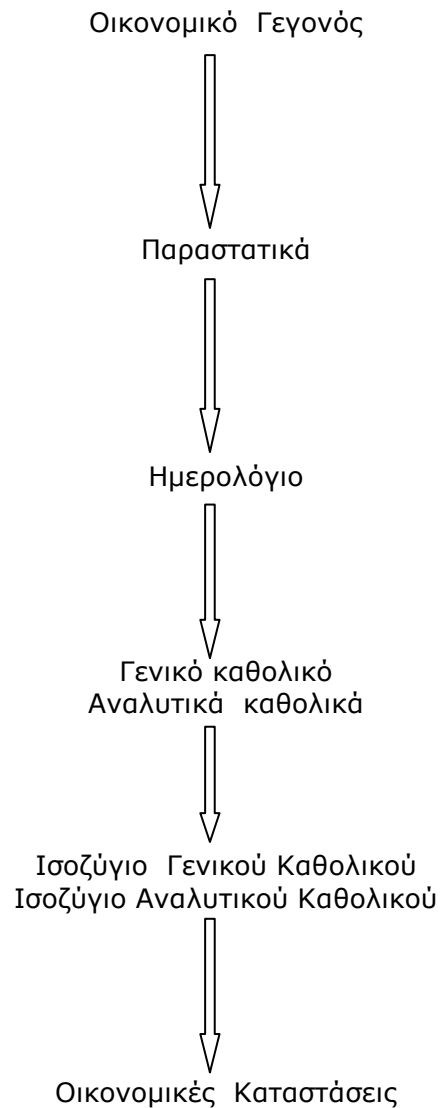 Οικονομικό Γεγονός
Παραστατικά
Ημερολόγιο
Γενικό καθολικό
Αναλυτικά καθολικά
Ισοζύγιο Γενικού Καθολικού
Ισοζύγιο Αναλυτικού Καθολικού
Οικονομικές Καταστάσεις